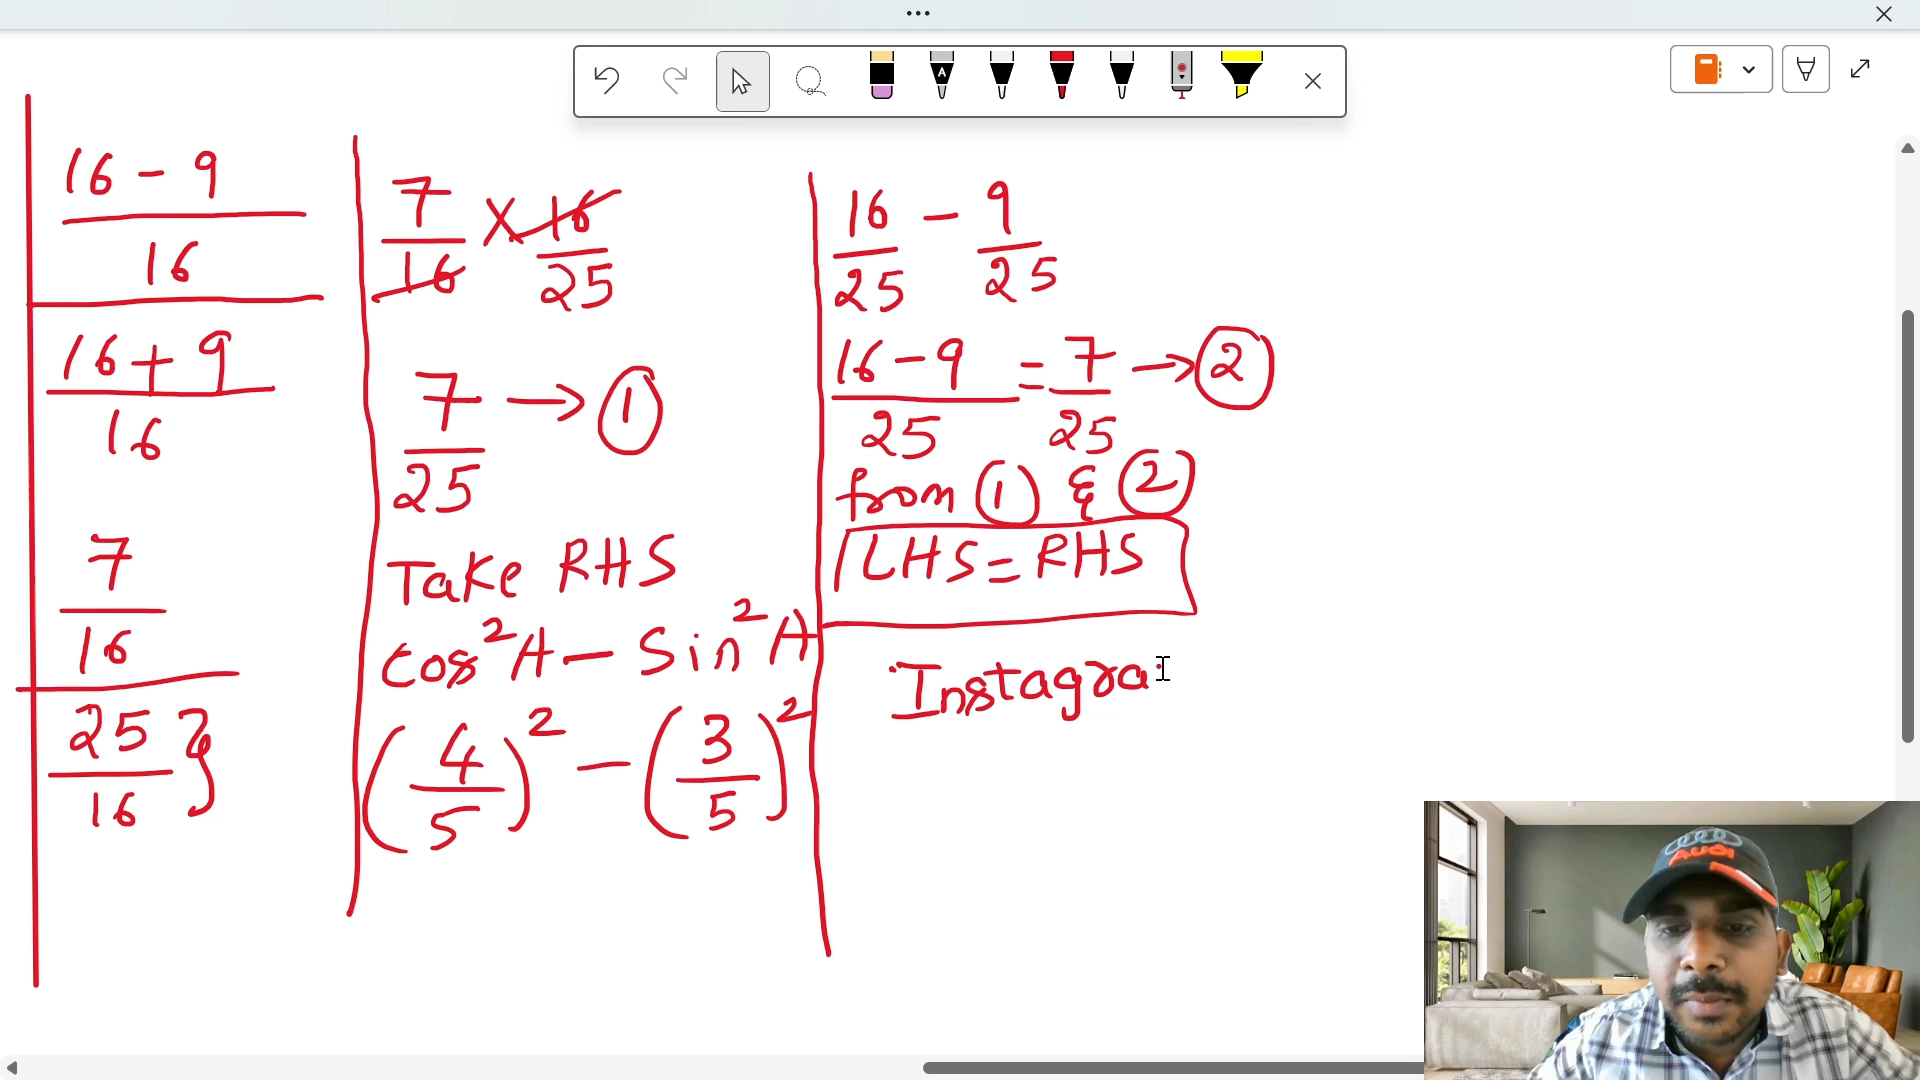 16 - 9
16
16 + 9
16
7
16
25
16
7 X 16
16 25
7 → 1
25
Take RHS
Cos²A - Sin²A
(4/5)² - (3/5)²
16 - 9
25 25
16 - 9 = 7 → 2
25 25
from 1 & 2
LHS = RHS
Instagra
A
AUDI